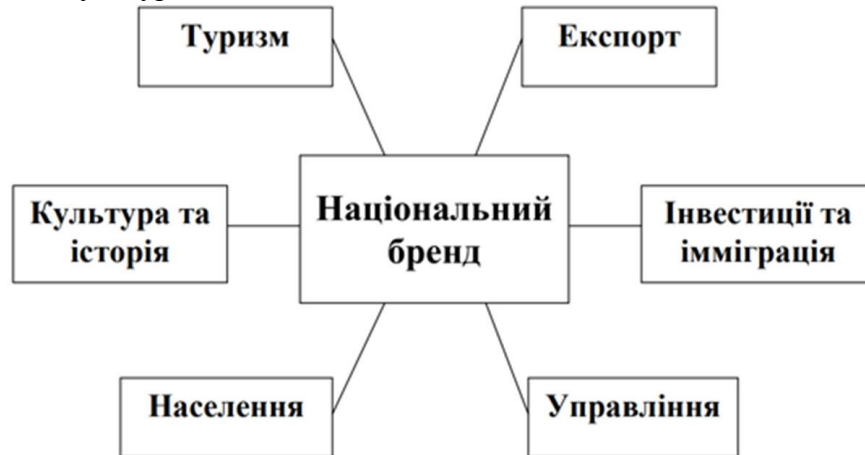 Туризм
Експорт
Національний
бренд
Культура та
історія
Інвестиції та
імміграція
Населення
Управління